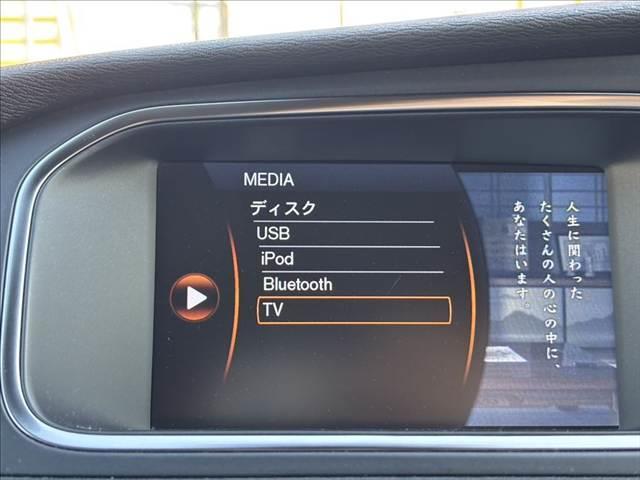 MEDIA
ディスク
USB
iPod
Bluetooth
TV
人生に関わった
たくさんの人の心の中に、
あなたはいます。